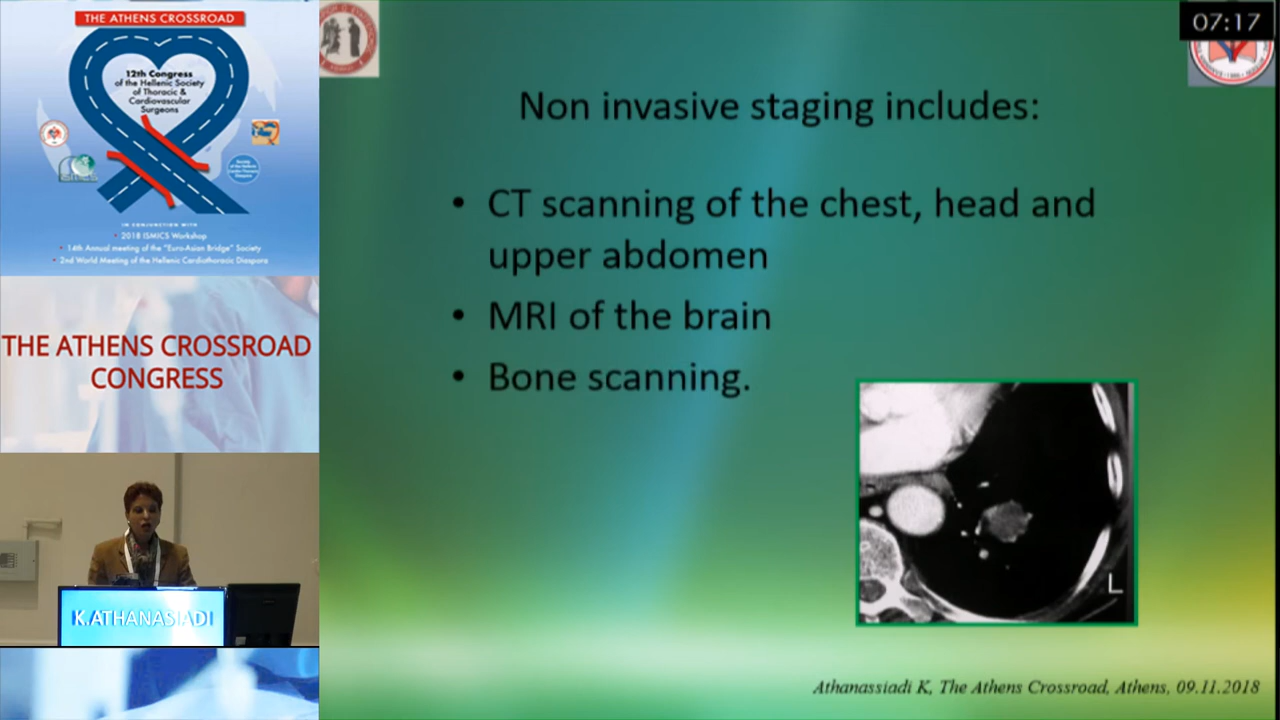 THE ATHENS CROSSROAD
12th Congress
of the Hellenic Society
of Thoracic &
Cardiovascular
Surgeons
IN CONJUNCTION WITH
• 2018 ISMICS Workshop
• 14th Annual meeting of the "Euro-Asian Bridge" Society
• 2nd World Meeting of the Hellenic Cardiothoracic Diaspora
THE ATHENS CROSSROAD
CONGRESS
K.ATHANASIADI
07:17
Non invasive staging includes:
• CT scanning of the chest, head and
upper abdomen
• MRI of the brain
• Bone scanning.
L
Athanassiadi K, The Athens Crossroad, Athens, 09.11.2018